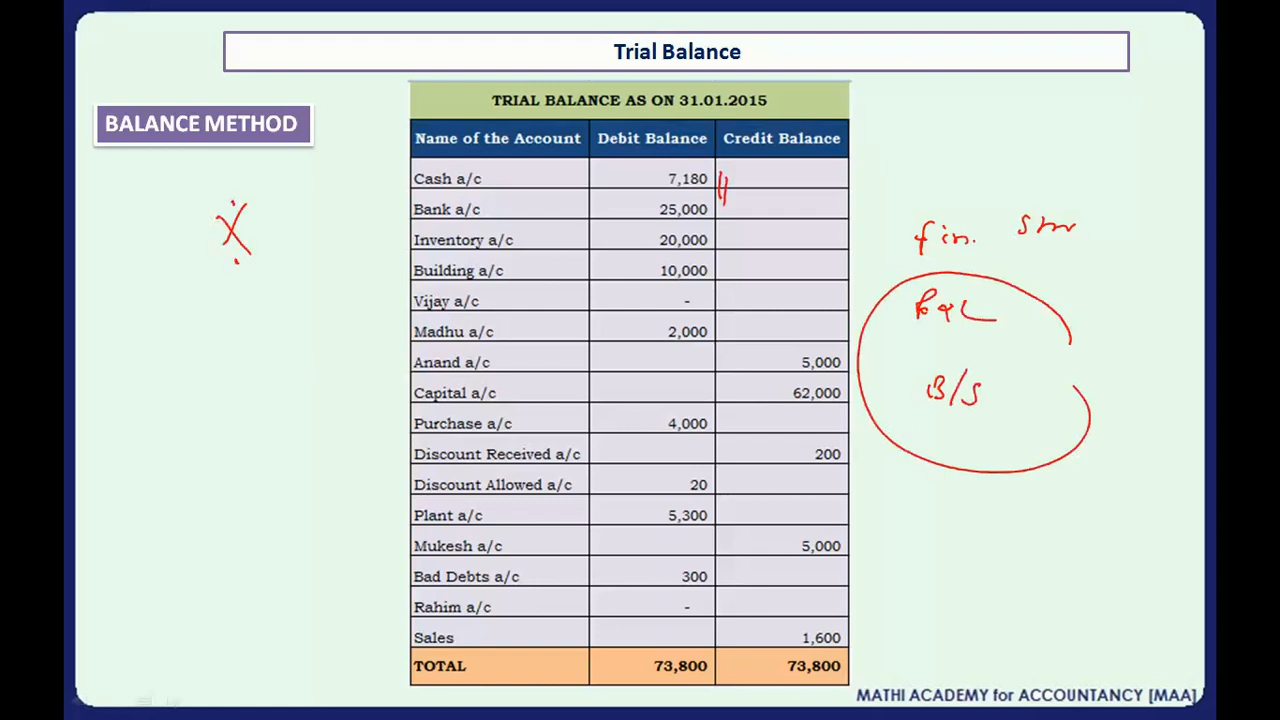 Trial Balance
BALANCE METHOD
TRIAL BALANCE AS ON 31.01.2015
Name of the Account Debit Balance Credit Balance
Cash a/c 7,180
Bank a/c 25,000
Inventory a/c 20,000
Building a/c 10,000
Vijay a/c -
Madhu a/c 2,000
Anand a/c 5,000
Capital a/c 62,000
Purchase a/c 4,000
Discount Received a/c 200
Discount Allowed a/c 20
Plant a/c 5,300
Mukesh a/c 5,000
Bad Debts a/c 300
Rahim a/c -
Sales 1,600
TOTAL 73,800 73,800
fin.
B/S
MATHI ACADEMY for ACCOUNTANCY [MAA]